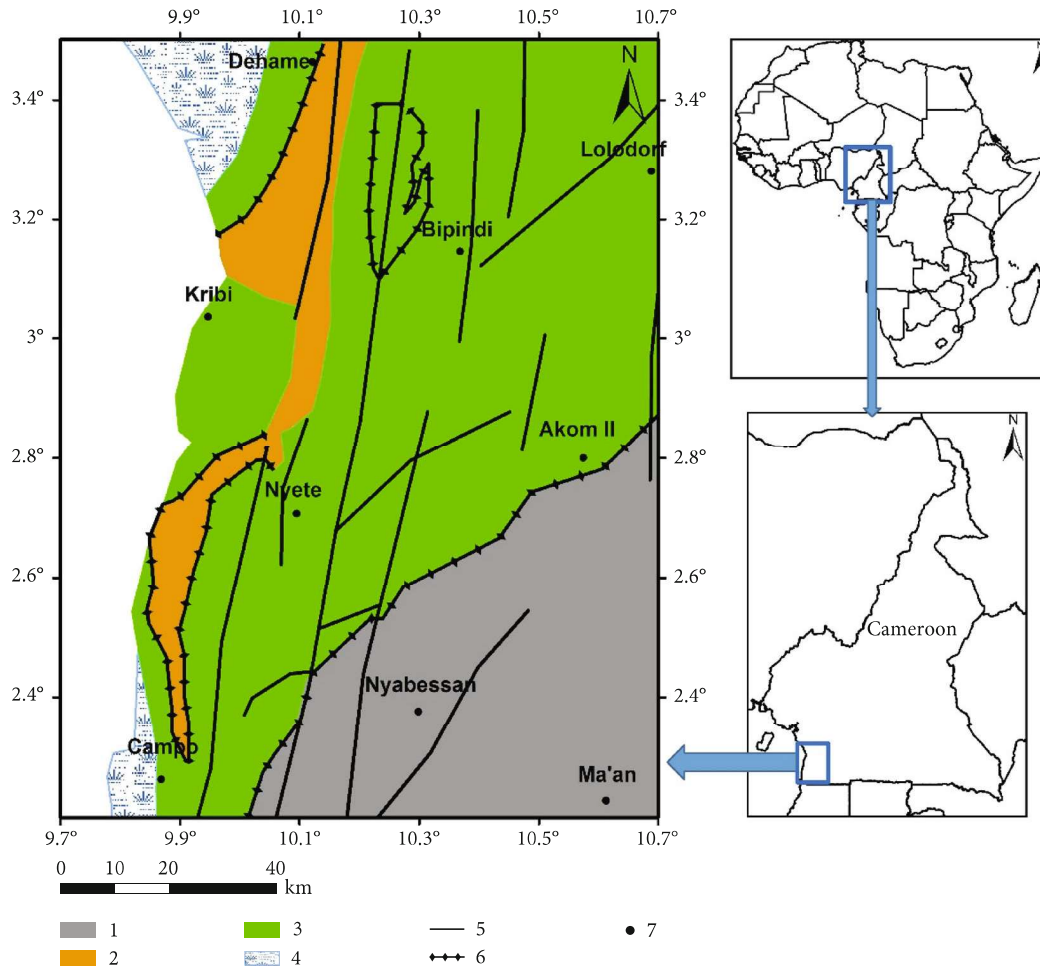 9.9° 10.1° 10.3° 10.5° 10.7°
Dehame
N
3.4° 3.4°
Lolodorf
3.2° 3.2°
Bipindi
Kribi
3° 3°
Akom II
2.8° 2.8°
Nyete
2.6° 2.6°
2.4° 2.4°
Nyabessan
Campo
Ma'an
9.7° 9.9° 10.1° 10.3° 10.5° 10.7°
0 10 20 40
km
N
Cameroon
1 3 5 7
2 4 6